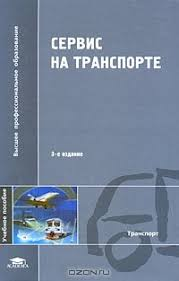 Высшее профессиональное образование
Учебное пособие
СЕРВИС
НА ТРАНСПОРТЕ
3-е издание
Транспорт
ACADEMA
OZON.RU